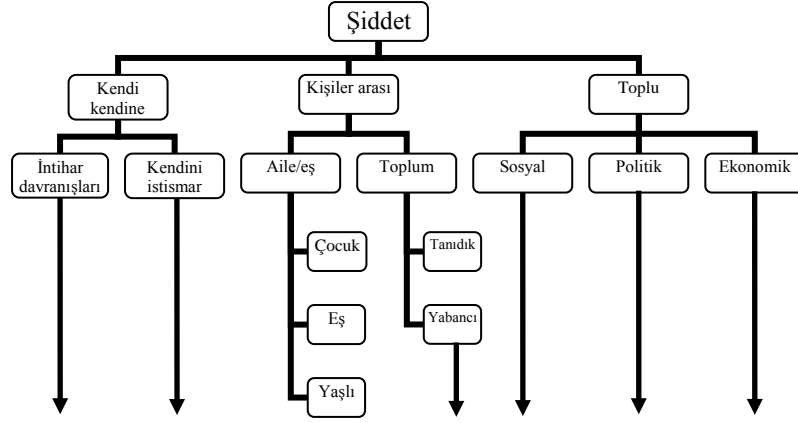 Şiddet
Kendi
kendine
Kişiler arası
Toplu
İntihar
davranışları
Kendini
istismar
Aile/eş
Toplum
Sosyal
Politik
Ekonomik
Çocuk
Tanıdık
Eş
Yabancı
Yaşlı